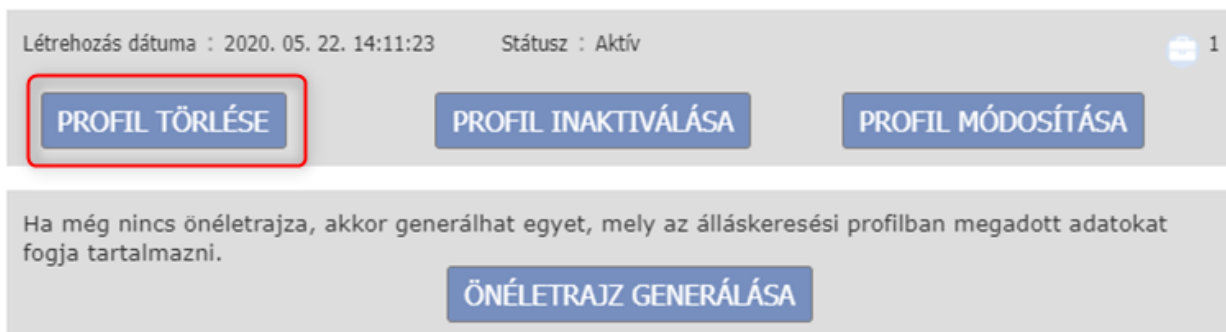 Létrehozás dátuma : 2020. 05. 22. 14:11:23 Státusz : Aktív 1
PROFIL TÖRLÉSE PROFIL INAKTIVÁLÁSA PROFIL MÓDOSÍTÁSA
Ha még nincs önéletrajza, akkor generálhat egyet, mely az álláskeresési profilban megadott adatokat
fogja tartalmazni.
ÖNÉLETRAJZ GENERÁLÁSA